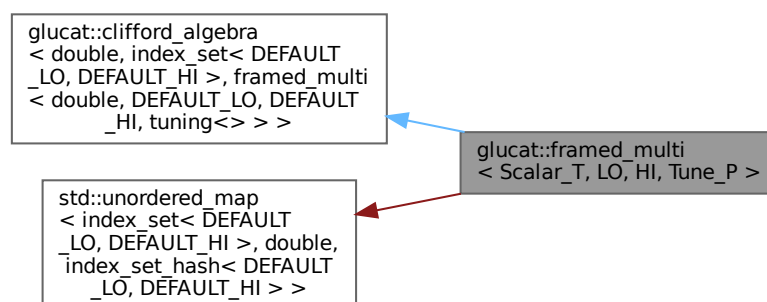 glucat::clifford_algebra
< double, index_set< DEFAULT
_LO, DEFAULT_HI >, framed_multi
< double, DEFAULT_LO, DEFAULT
_HI, tuning<> > >
glucat::framed_multi
< Scalar_T, LO, HI, Tune_P >
std::unordered_map
< index_set< DEFAULT
_LO, DEFAULT_HI >, double,
index_set_hash< DEFAULT
_LO, DEFAULT_HI > >